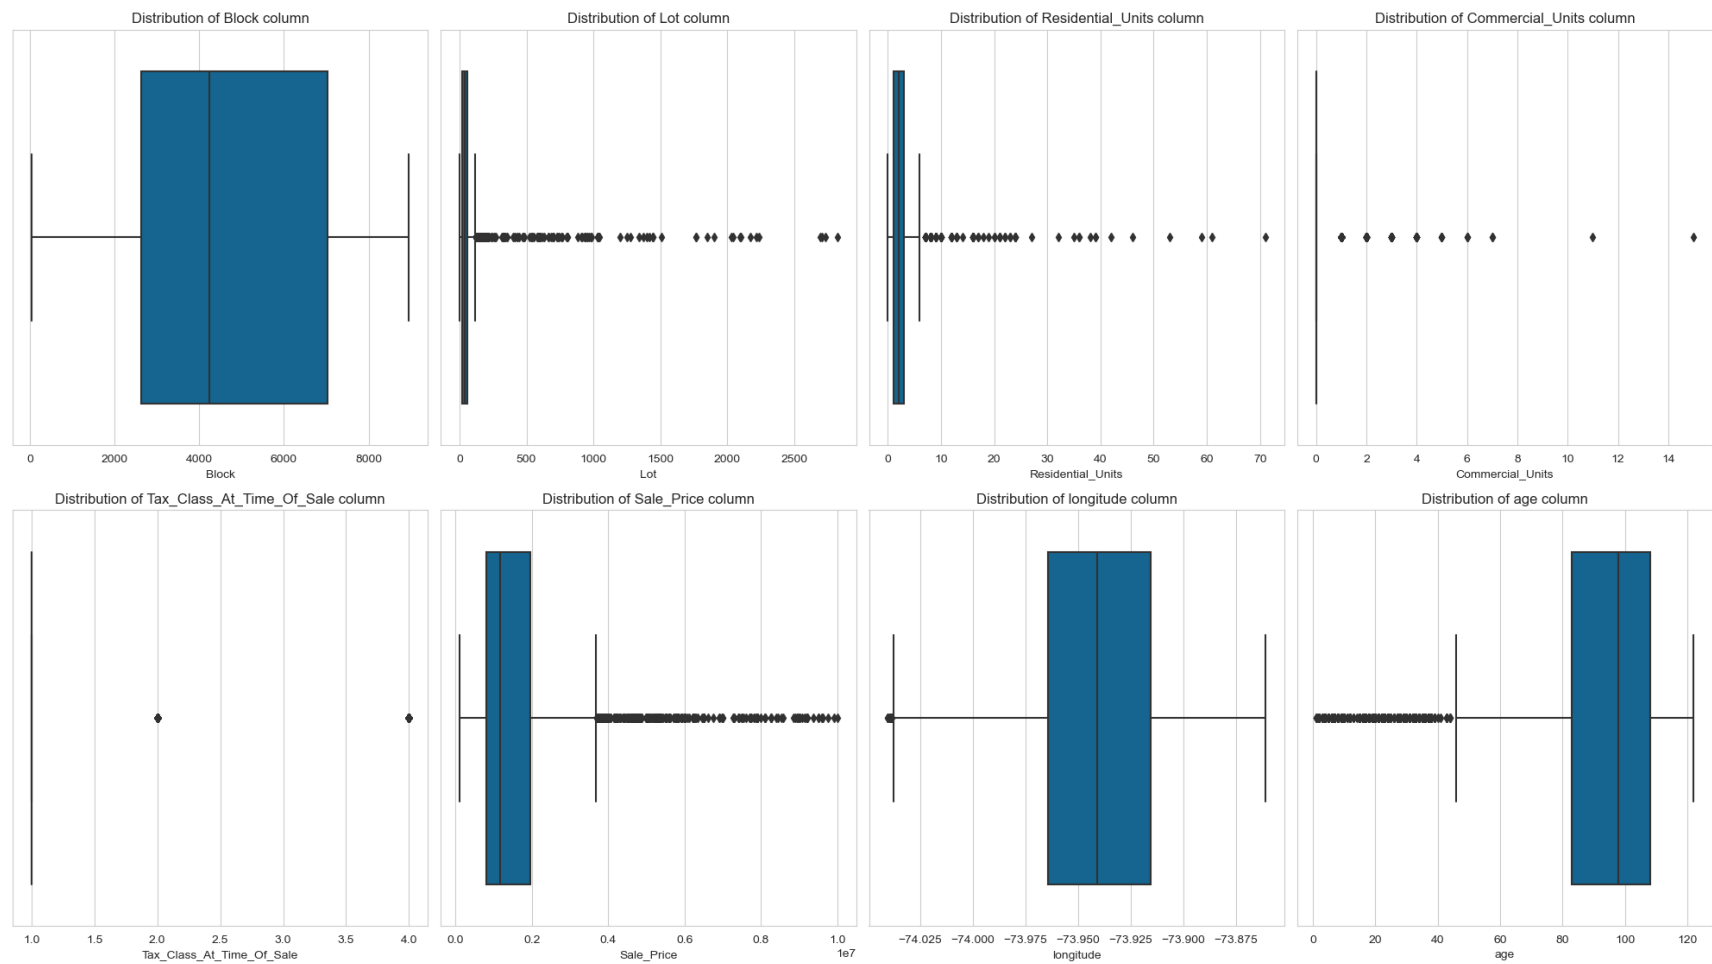 Distribution of Block column
Distribution of Lot column
Distribution of Residential_Units column
Distribution of Commercial_Units column
0 2000 4000 6000 8000
Block
0 500 1000 1500 2000 2500
Lot
0 10 20 30 40 50 60 70
Residential_Units
0 2 4 6 8 10 12 14
Commercial_Units
Distribution of Tax_Class_At_Time_Of_Sale column
Distribution of Sale_Price column
Distribution of longitude column
Distribution of age column
1.0 1.5 2.0 2.5 3.0 3.5 4.0
Tax_Class_At_Time_Of_Sale
0.0 0.2 0.4 0.6 0.8 1.0
1e7
Sale_Price
−74.025 −74.000 −73.975 −73.950 −73.925 −73.900 −73.875
longitude
0 20 40 60 80 100 120
age